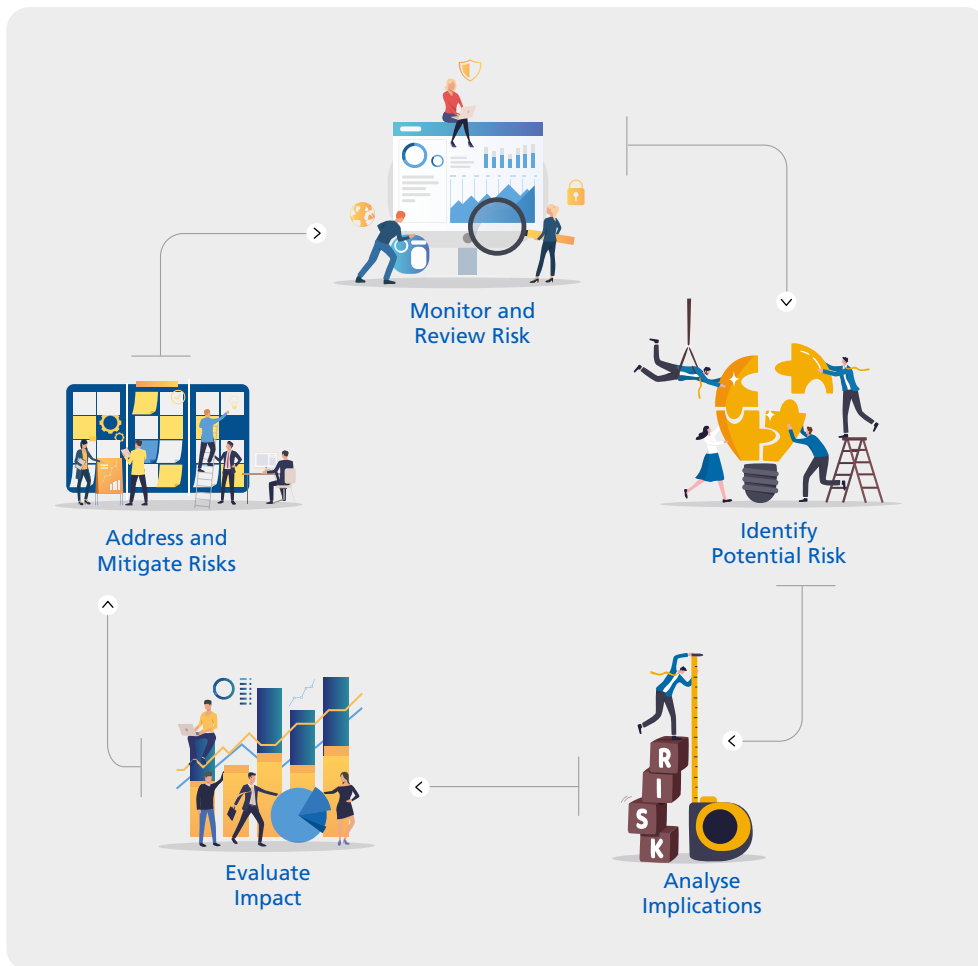 Monitor and
Review Risk
Identify
Potential Risk
Address and
Mitigate Risks
R
I
S
K
Evaluate
Impact
Analyse
Implications